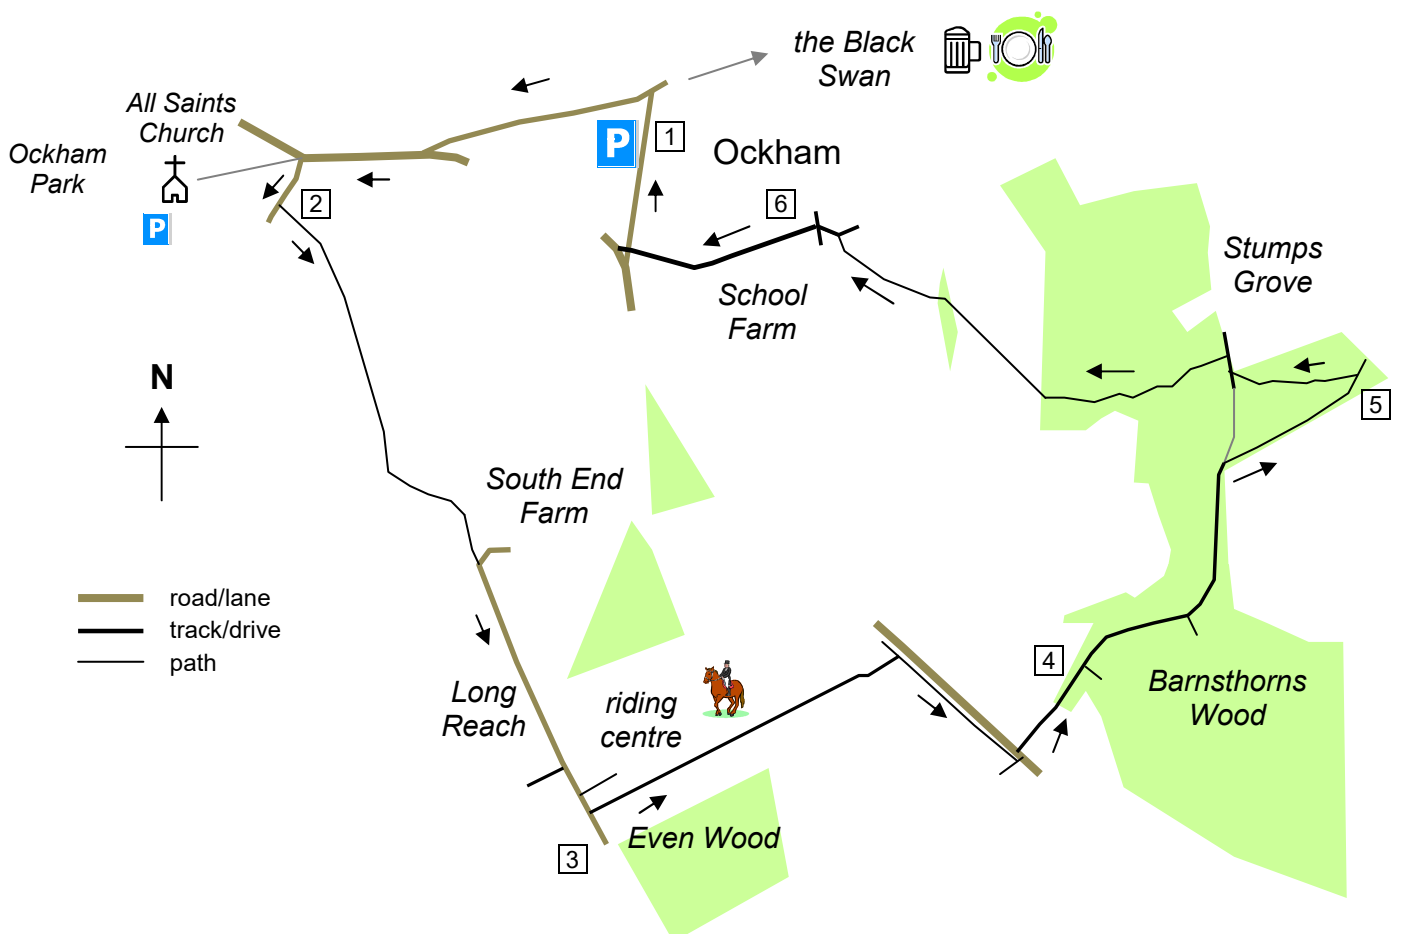 the Black
Swan
All Saints
Church
Ockham
Park
P
1
P
Ockham
2
6
School
Farm
Stumps
Grove
N
5
South End
Farm
road/lane
track/drive
path
Long
Reach
riding
centre
4
Barnsthorns
Wood
Even Wood
3